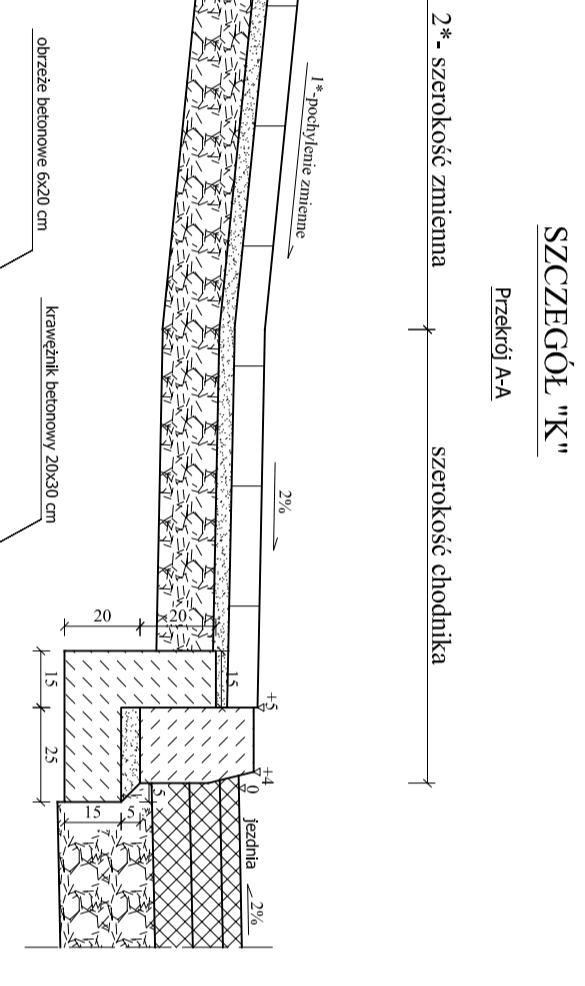 SZCZEGÓŁ "K"
Przekrój A-A
2*- szerokość zmienna
szerokość chodnika
1*-pochylenie zmienne
2%
+5
+4
0
jezdnia
2%
15
20
20
5
15
5
15
25
obrzeże betonowe 6x20 cm
krawężnik betonowy 20x30 cm